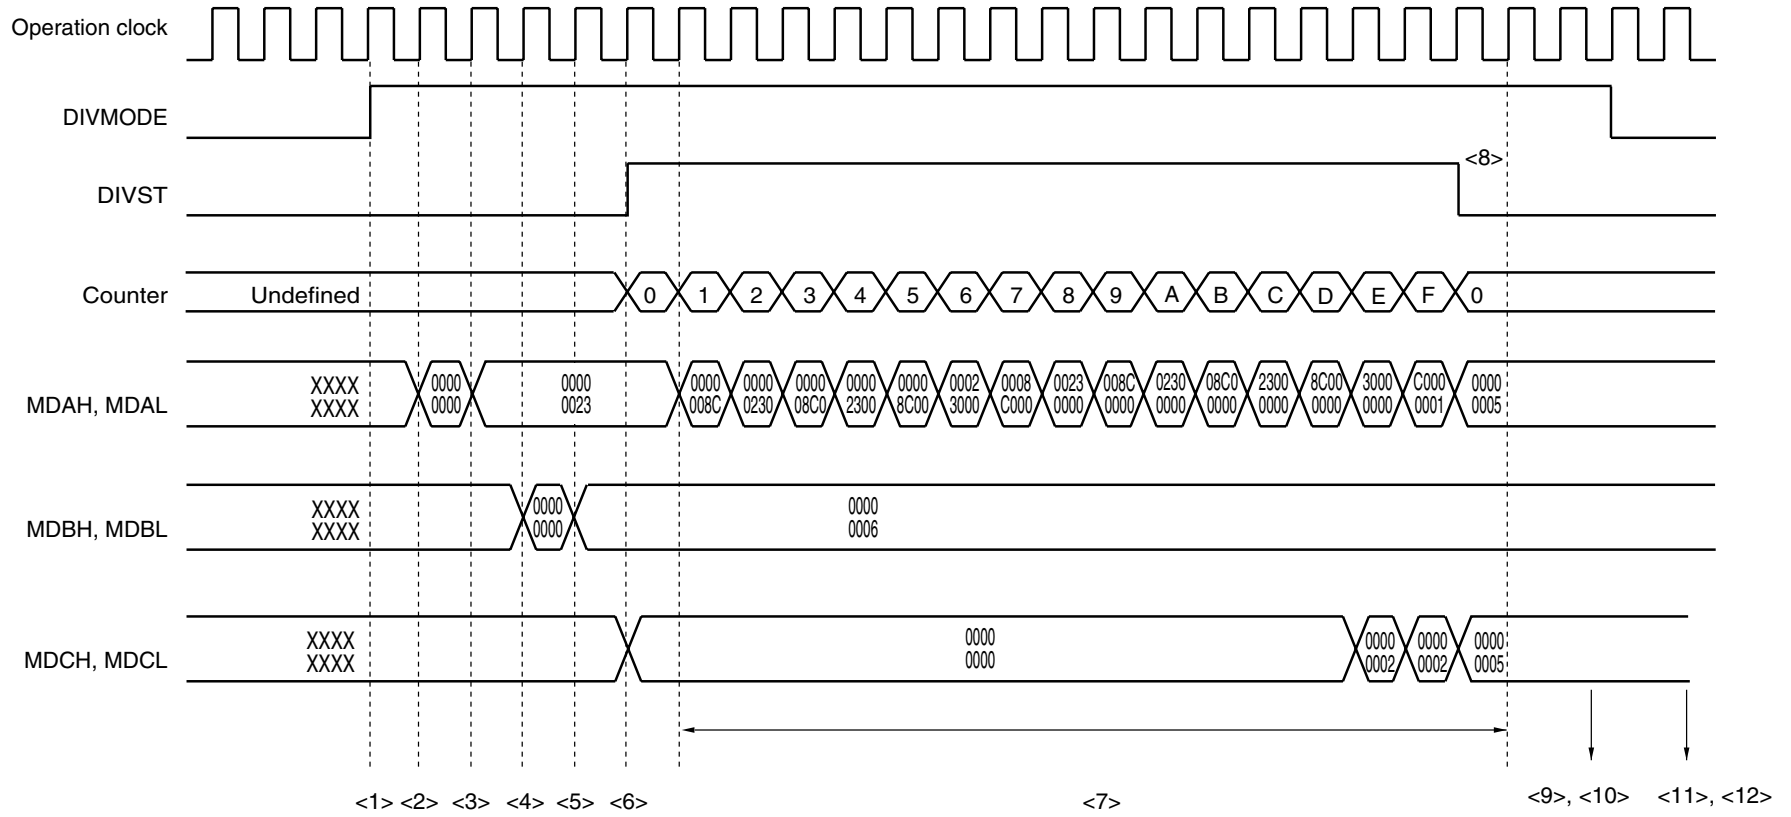 Operation clock
DIVMODE
<8>
DIVST
Counter Undefined 0 1 2 3 4 5 6 7 8 9 A B C D E F 0
XXXX 0000 0000 0000 0000 0000 0000 0000 0002 0008 0023 008C 0230 08C0 2300 8C00 3000 C000 0000
MDAH, MDAL XXXX 0000 0023 008C 0230 08C0 2300 8C00 3000 C000 0000 0000 0000 0000 0000 0000 0000 0001 0005
XXXX 0000 0000
MDBH, MDBL XXXX 0000 0006
XXXX 0000 0000 0000 0000
MDCH, MDCL XXXX 0000 0002 0002 0005
<1> <2> <3> <4> <5> <6> <7> <9>, <10> <11>, <12>